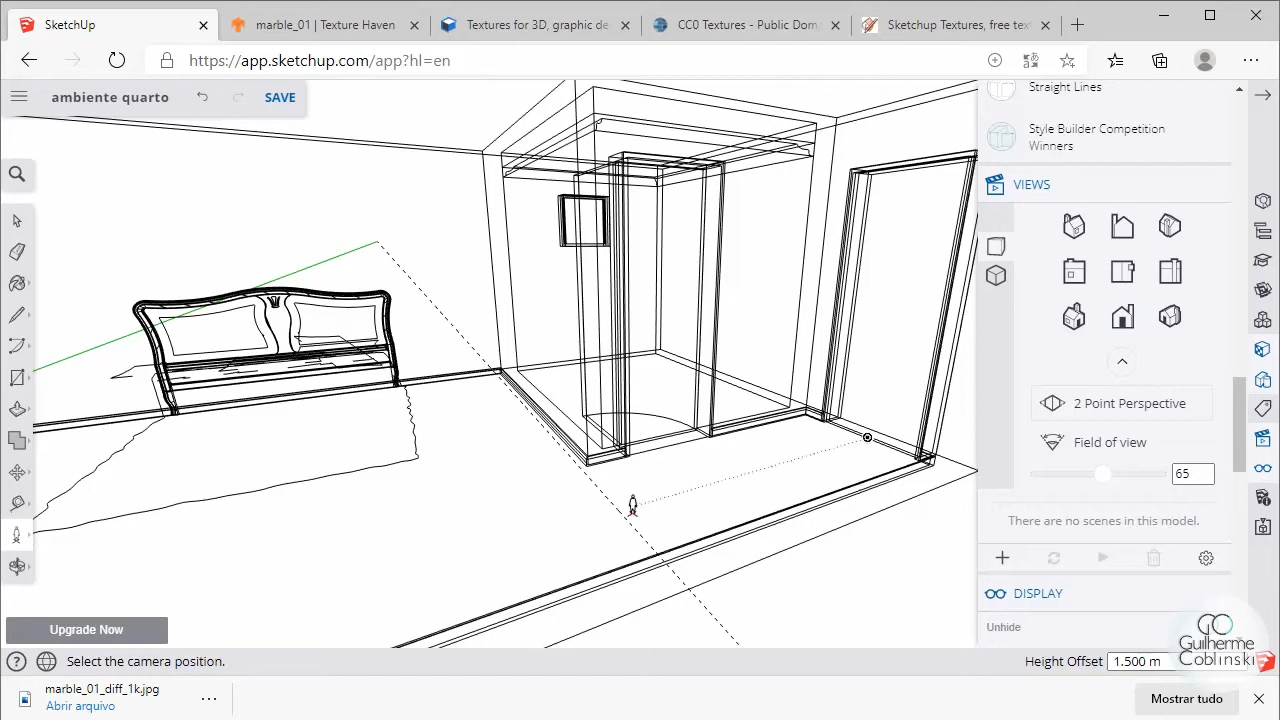 SketchUp
marble_01 | Texture Haven
Textures for 3D, graphic de
CC0 Textures - Public Dom
Sketchup Textures, free tex
https://app.sketchup.com/app?hl=en
ambiente quarto
SAVE
Straight Lines
Style Builder Competition
Winners
VIEWS
2 Point Perspective
Field of view
65
There are no scenes in this model.
DISPLAY
Unhide
Upgrade Now
GC
Guilherme
Coblinski
Select the camera position.
Height Offset
1.500 m
marble_01_diff_1k.jpg
Abrir arquivo
Mostrar tudo